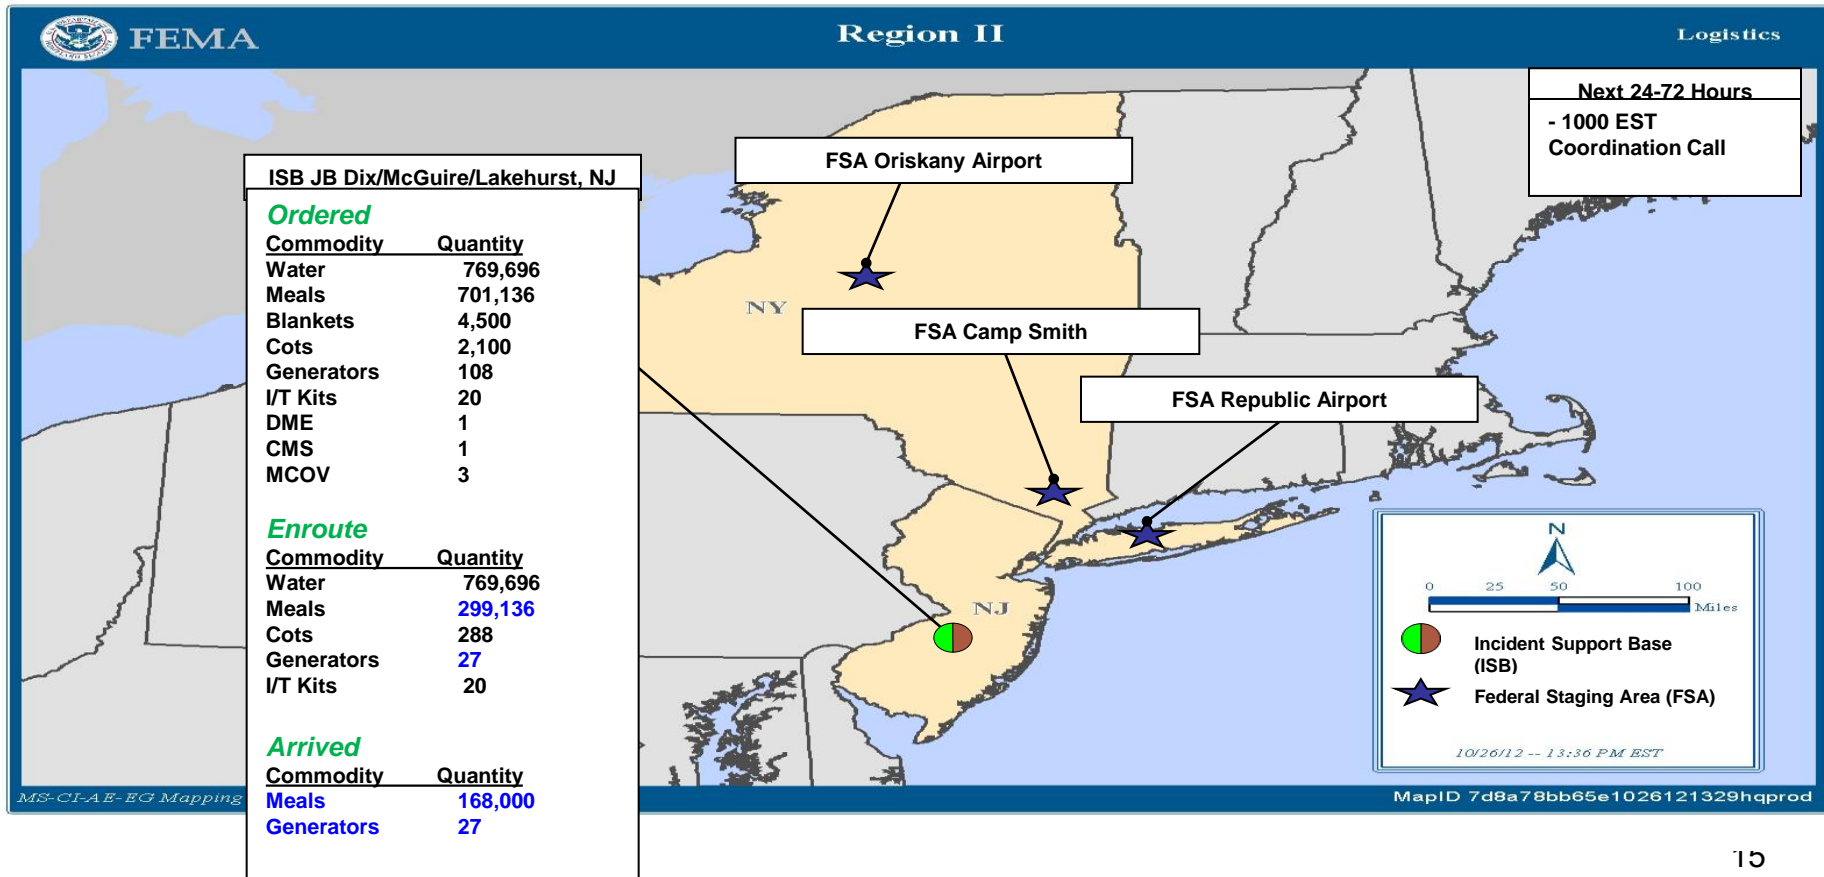 FEMA
Region II
Logistics
Next 24-72 Hours
- 1000 EST
Coordination Call
FSA Oriskany Airport
ISB JB Dix/McGuire/Lakehurst, NJ
Ordered
Commodity Quantity
Water 769,696
Meals 701,136
Blankets 4,500
Cots 2,100
Generators 108
I/T Kits 20
DME 1
CMS 1
MCOV 3
Enroute
Commodity Quantity
Water 769,696
Meals 299,136
Cots 288
Generators 27
I/T Kits 20
Arrived
Commodity Quantity
Meals 168,000
Generators 27
NY
FSA Camp Smith
FSA Republic Airport
NJ
N
0 25 50 100
Miles
Incident Support Base
(ISB)
Federal Staging Area (FSA)
10/26/12 -- 13:36 PM EST
MS-CI-AE-EG Mapping
MapID 7d8a78bb65e1026121329hqprod
15